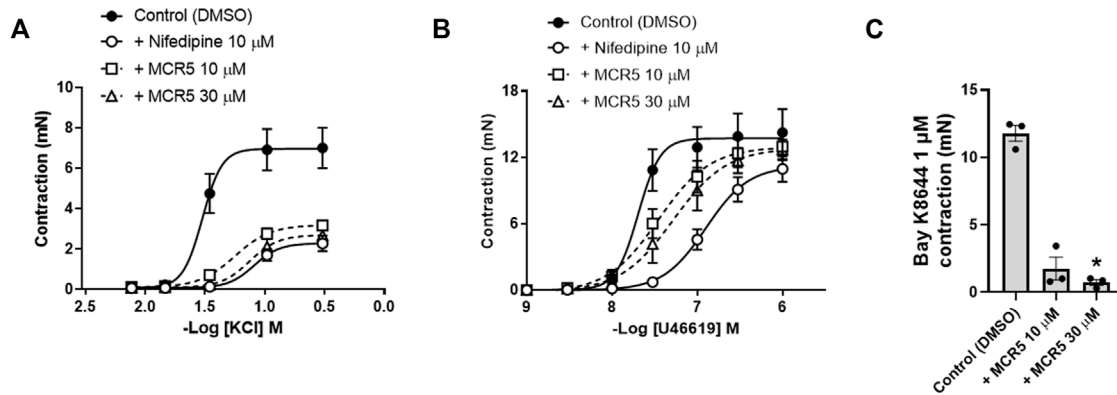 A
Control (DMSO)
+ Nifedipine 10 μM
+ MCR5 10 μM
+ MCR5 30 μM
Contraction (mN)
10
8
6
4
2
0
2.5 2.0 1.5 1.0 0.5 0.0
-Log [KCl] M
B
Control (DMSO)
+ Nifedipine 10 μM
+ MCR5 10 μM
+ MCR5 30 μM
Contraction (mN)
18
12
6
0
9 8 7 6
-Log [U46619] M
C
Bay K8644 1 μM
contraction (mN)
15
10
5
0
*
Control (DMSO)
+ MCR5 10 μM
+ MCR5 30 μM